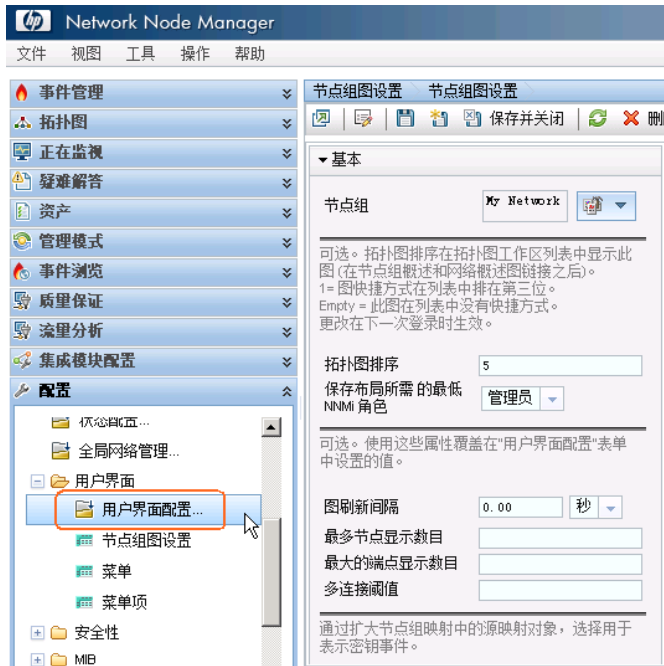 hp Network Node Manager
文件 视图 工具 操作 帮助
事件管理
拓扑图
正在监视
疑难解答
资产
管理模式
事件浏览
质量保证
流量分析
集成模块配置
配置
状态配置...
全局网络管理...
用户界面
用户界面配置...
节点组图设置
菜单
菜单项
安全性
MIB
节点组图设置 节点组图设置
保存并关闭 删
基本
节点组 My Network
可选。拓扑图排序在拓扑图工作区列表中显示此
图(在节点组概述和网络概述图链接之后)。
1= 图快捷方式在列表中排在第三位。
Empty = 此图在列表中没有快捷方式。
更改在下一次登录时生效。
拓扑图排序 5
保存布局所需 的最低
NNMi 角色 管理员
可选。使用这些属性覆盖在"用户界面配置"表单
中设置的值。
图刷新间隔 0.00 秒
最多节点显示数目
最大的端点显示数目
多连接阈值
通过扩大节点组映射中的源映射对象，选择用于
表示密钥事件。